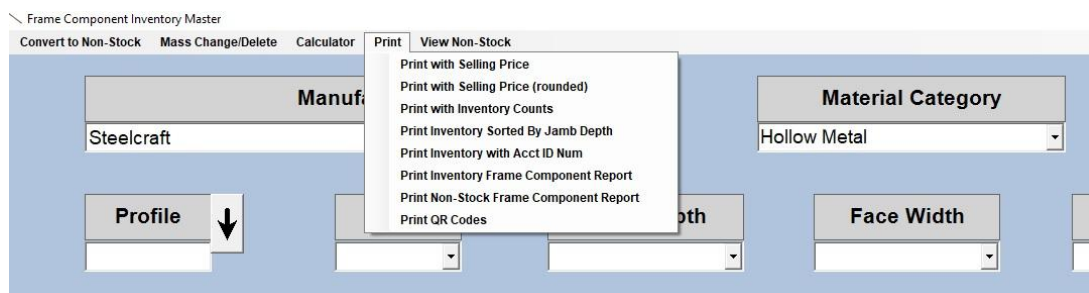 Frame Component Inventory Master
Convert to Non-Stock Mass Change/Delete Calculator Print View Non-Stock
Print with Selling Price
Print with Selling Price (rounded)
Print with Inventory Counts
Print Inventory Sorted By Jamb Depth
Print Inventory with Acct ID Num
Print Inventory Frame Component Report
Print Non-Stock Frame Component Report
Print QR Codes
Material Category
Steelcraft
Hollow Metal
Profile
Face Width